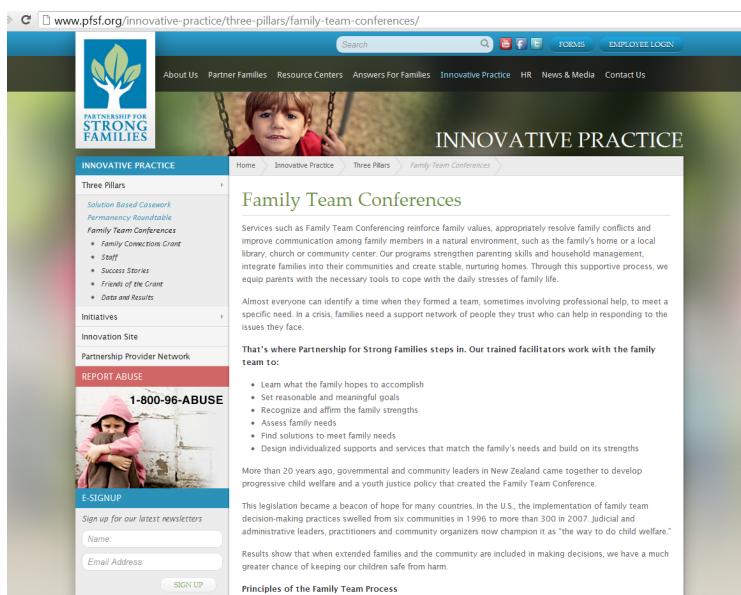 www.pfsf.org/innovative-practice/three-pillars/family-team-conferences/
Search
FORMS
EMPLOYEE LOGIN
PARTNERSHIP FOR
STRONG
FAMILIES
About Us Partner Families Resource Centers Answers For Families Innovative Practice HR News & Media Contact Us
INNOVATIVE PRACTICE
INNOVATIVE PRACTICE
Three Pillars
Solution Based Casework
Permanency Roundtable
Family Team Conferences
Family Connections Grant
Staff
Success Stories
Friends of the Grant
Data and Results
Initiatives
Innovation Site
Partnership Provider Network
REPORT ABUSE
1-800-96-ABUSE
E-SIGNUP
Sign up for our latest newsletters
Name:
Email Address:
SIGN UP
Home Innovative Practice Three Pillars Family Team Conferences
Family Team Conferences
Services such as Family Team Conferencing reinforce family values, appropriately resolve family conflicts and
improve communication among family members in a natural environment, such as the family's home or a local
library, church or community center. Our programs strengthen parenting skills and household management,
integrate families into their communities and create stable, nurturing homes. Through this supportive process, we
equip parents with the necessary tools to cope with the daily stresses of family life.
Almost everyone can identify a time when they formed a team, sometimes involving professional help, to meet a
specific need. In a crisis, families need a support network of people they trust who can help in responding to the
issues they face.
That's where Partnership for Strong Families steps in. Our trained facilitators work with the family
team to:
Learn what the family hopes to accomplish
Set reasonable and meaningful goals
Recognize and affirm the family strengths
Assess family needs
Find solutions to meet family needs
Design individualized supports and services that match the family's needs and build on its strengths
More than 20 years ago, governmental and community leaders in New Zealand came together to develop
progressive child welfare and a youth justice policy that created the Family Team Conference.
This legislation became a beacon of hope for many countries. In the U.S., the implementation of family team
decision-making practices swelled from six communities in 1996 to more than 300 in 2007. Judicial and
administrative leaders, practitioners and community organizers now champion it as "the way to do child welfare."
Results show that when extended families and the community are included in making decisions, we have a much
greater chance of keeping our children safe from harm.
Principles of the Family Team Process